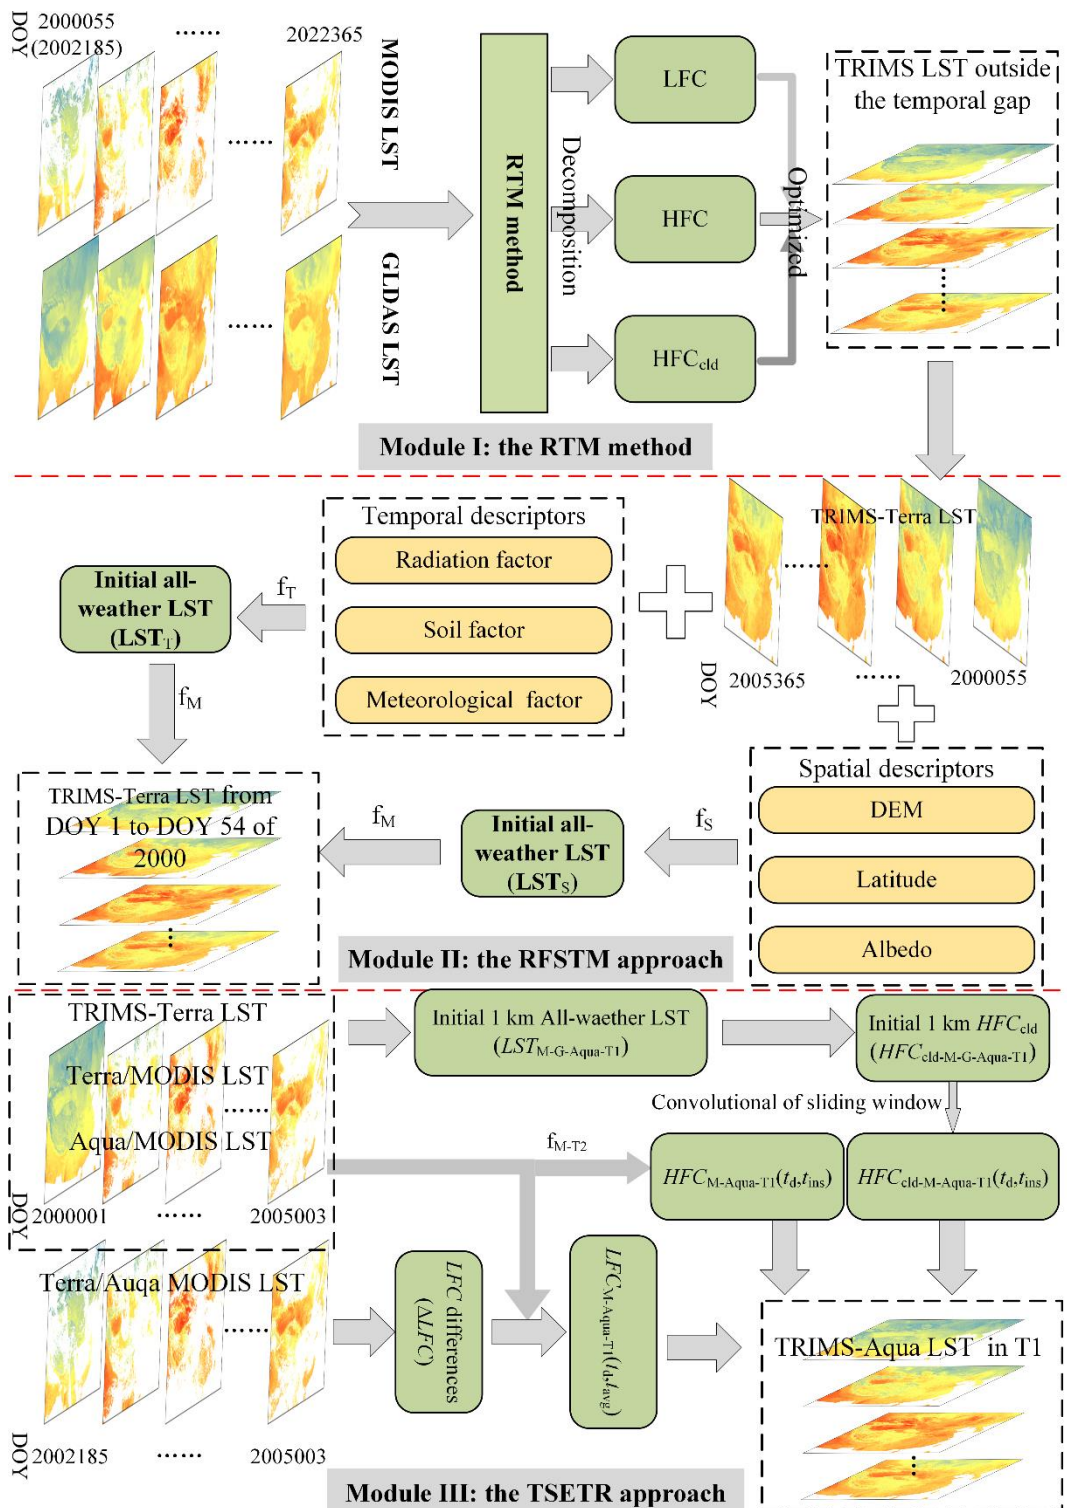 DOY
2000055
(2002185)
......
2022365
MODIS LST
......
GLDAS LST
......
RTM method
Decomposition
LFC
HFC
HFCcld
Optimized
TRIMS LST outside
the temporal gap
......
Module I: the RTM method
Temporal descriptors
Radiation factor
Soil factor
Meteorological factor
fT
Initial all-
weather LST
(LSTT)
fM
TRIMS-Terra LST
......
DOY
2005365
......
2000055
Spatial descriptors
DEM
Latitude
Albedo
fS
Initial all-
weather LST
(LSTS)
fM
TRIMS-Terra LST from
DOY 1 to DOY 54 of
2000
...
Module II: the RFSTM approach
TRIMS-Terra LST
Terra/MODIS LST
......
Aqua/MODIS LST
DOY
2000001
......
2005003
Initial 1 km All-waether LST
(LSTM-G-Aqua-T1)
Initial 1 km HFCcld
(HFCcld-M-G-Aqua-T1)
Convolutional of sliding window
fM-T2
HFCM-Aqua-T1(td,tins)
HFCcld-M-Aqua-T1(td,tins)
Terra/Auqa MODIS LST
......
DOY
2002185
......
2005003
LFC differences
(ΔLFC)
LFCM-Aqua-T1(td,tavg)
TRIMS-Aqua LST in T1
...
Module III: the TSETR approach